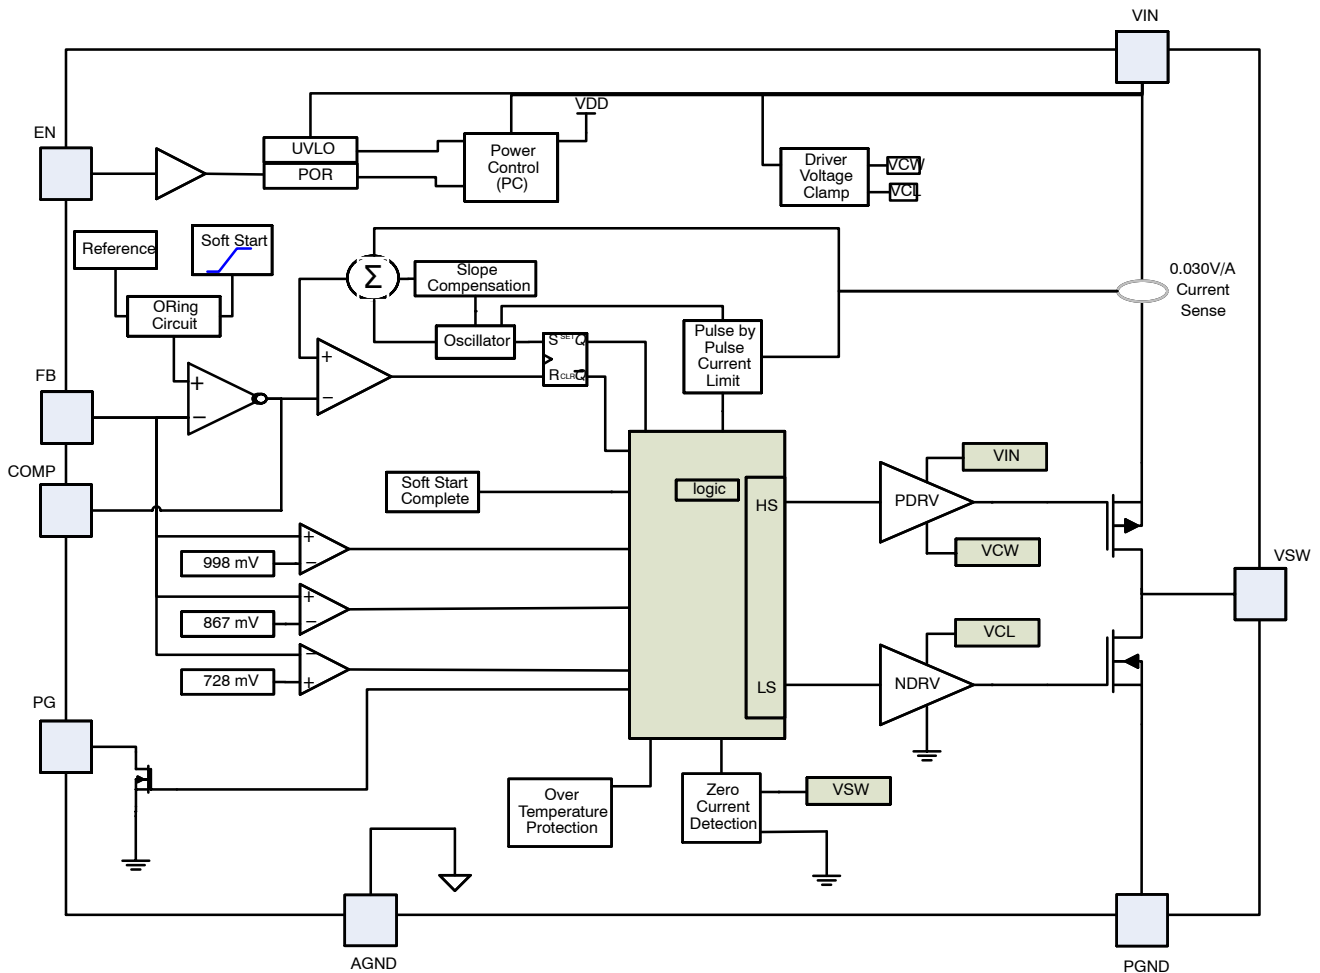 VIN
EN
UVLO
POR
Power
Control
(PC)
VDD
Driver
Voltage
Clamp
VCW
VCL
Reference
Soft Start
ORing
Circuit
Σ
Slope
Compensation
Oscillator
S SET Q
R CLR Q
Pulse by
Pulse
Current
Limit
0.030V/A
Current
Sense
FB
+
−
+
−
COMP
Soft Start
Complete
logic
HS
LS
PDRV
VIN
VCW
VSW
998 mV
+
−
867 mV
+
−
728 mV
−
+
NDRV
VCL
PG
Over
Temperature
Protection
Zero
Current
Detection
VSW
AGND
PGND